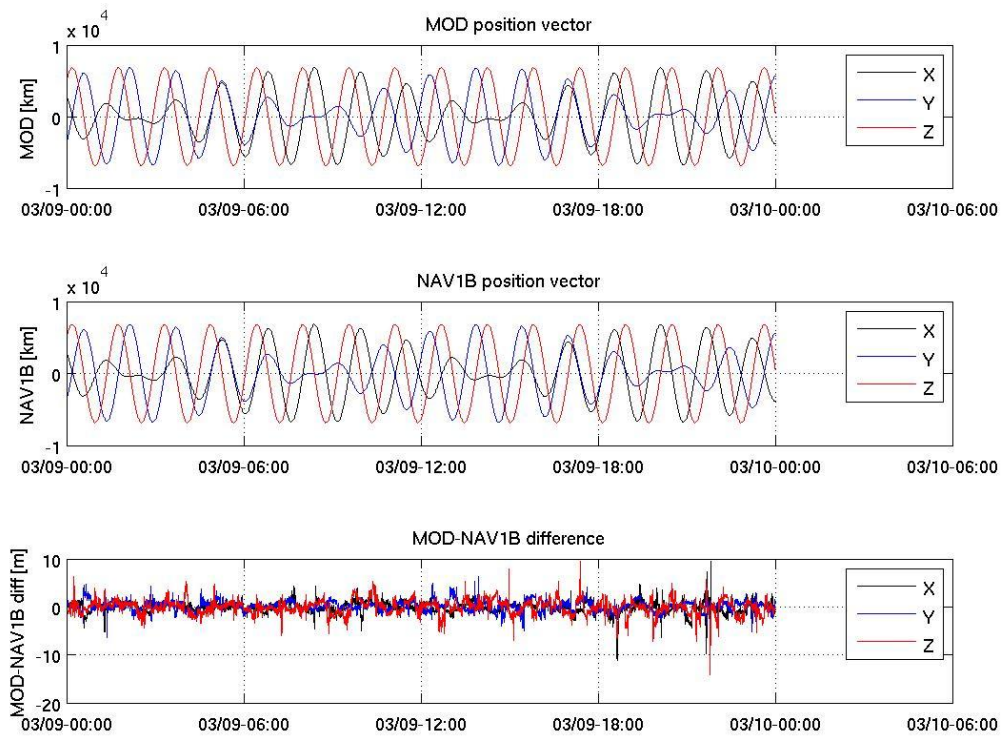 MOD position vector
x 10 4
MOD [km]
1
0
-1
X
Y
Z
03/09-00:00 03/09-06:00 03/09-12:00 03/09-18:00 03/10-00:00 03/10-06:00
NAV1B position vector
x 10 4
NAV1B [km]
1
0
-1
X
Y
Z
03/09-00:00 03/09-06:00 03/09-12:00 03/09-18:00 03/10-00:00 03/10-06:00
MOD-NAV1B difference
MOD-NAV1B diff [m]
10
0
-10
-20
X
Y
Z
03/09-00:00 03/09-06:00 03/09-12:00 03/09-18:00 03/10-00:00 03/10-06:00